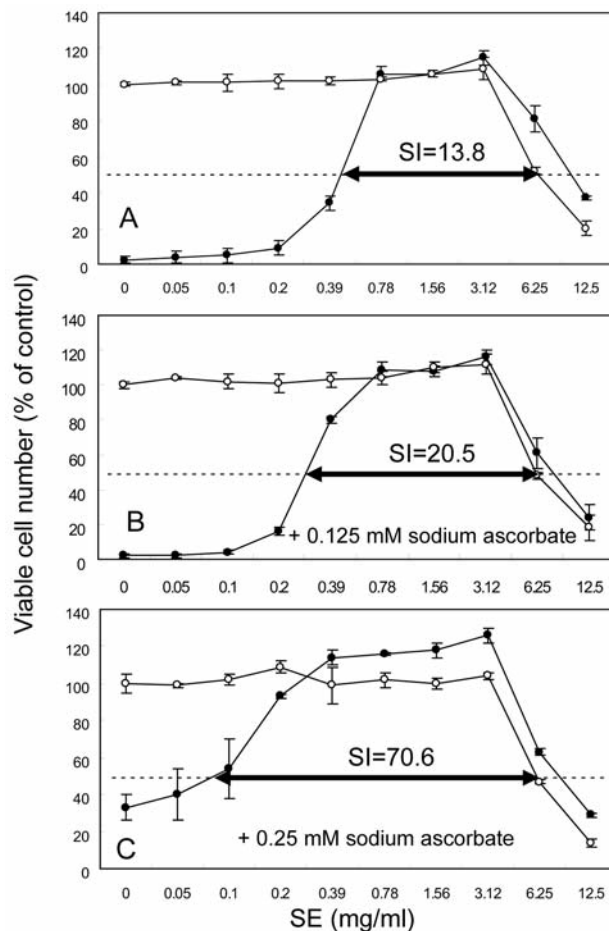 Viable cell number (% of control)
140
120
100
80
60
40
20
0
SI=13.8
A
0 0.05 0.1 0.2 0.39 0.78 1.56 3.12 6.25 12.5
140
120
100
80
60
40
20
0
SI=20.5
B
+ 0.125 mM sodium ascorbate
0 0.05 0.1 0.2 0.39 0.78 1.56 3.12 6.25 12.5
140
120
100
80
60
40
20
0
SI=70.6
C
+ 0.25 mM sodium ascorbate
0 0.05 0.1 0.2 0.39 0.78 1.56 3.12 6.25 12.5
SE (mg/ml)